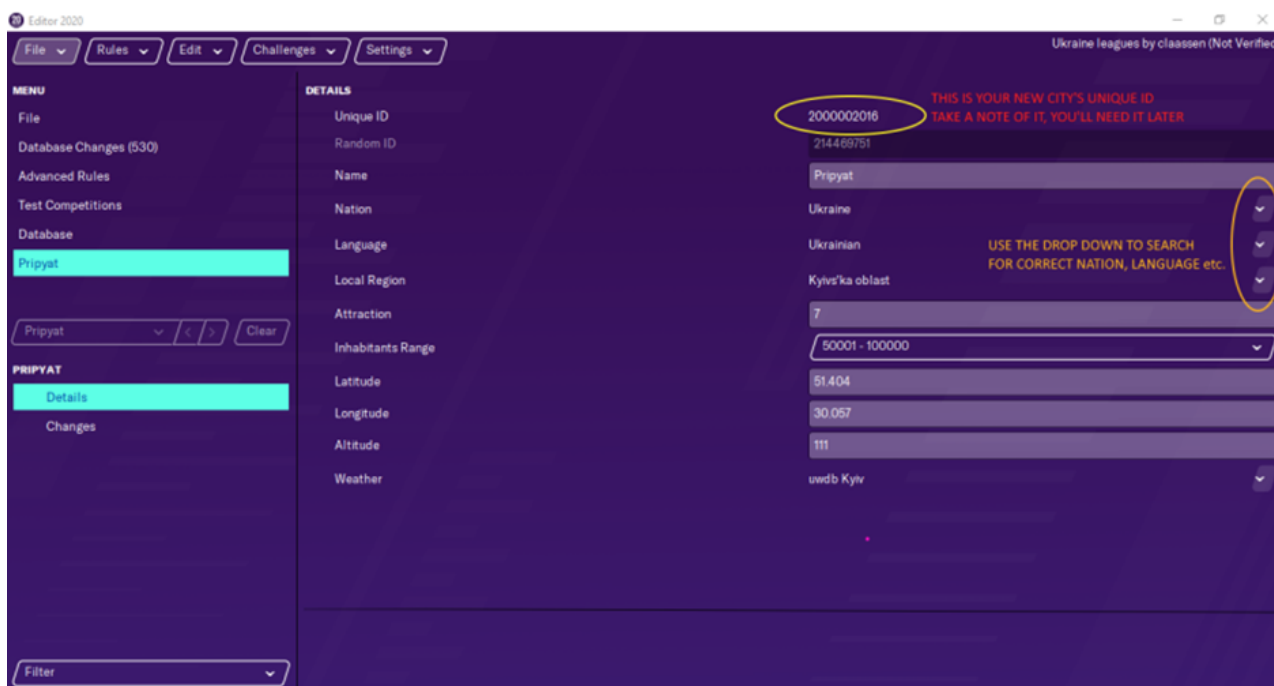 20 Editor 2020
File Rules Edit Challenges Settings
Ukraine leagues by claassen (Not Verified
MENU
File
Database Changes (530)
Advanced Rules
Test Competitions
Database
Pripyat
Pripyat < > Clear
PRIPYAT
Details
Changes
Filter
DETAILS
Unique ID 2000002016
THIS IS YOUR NEW CITY'S UNIQUE ID
TAKE A NOTE OF IT, YOU'LL NEED IT LATER
Random ID 214469751
Name Pripyat
Nation Ukraine
Language Ukrainian
USE THE DROP DOWN TO SEARCH
FOR CORRECT NATION, LANGUAGE etc.
Local Region Kyivs'ka oblast
Attraction 7
Inhabitants Range 50001 - 100000
Latitude 51.404
Longitude 30.057
Altitude 111
Weather uwdb Kyiv